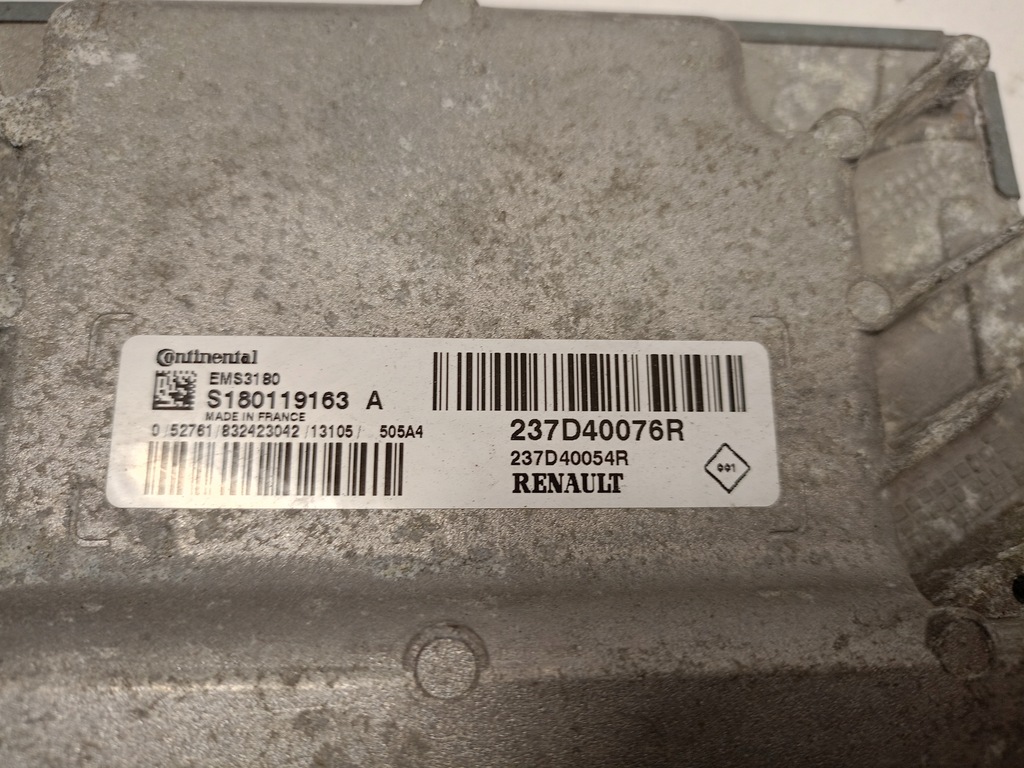 Continental
EMS3180
S180119163 A
MADE IN FRANCE
0/52761/832423042/13105/ 505A4
237D40076R
237D40054R
RENAULT